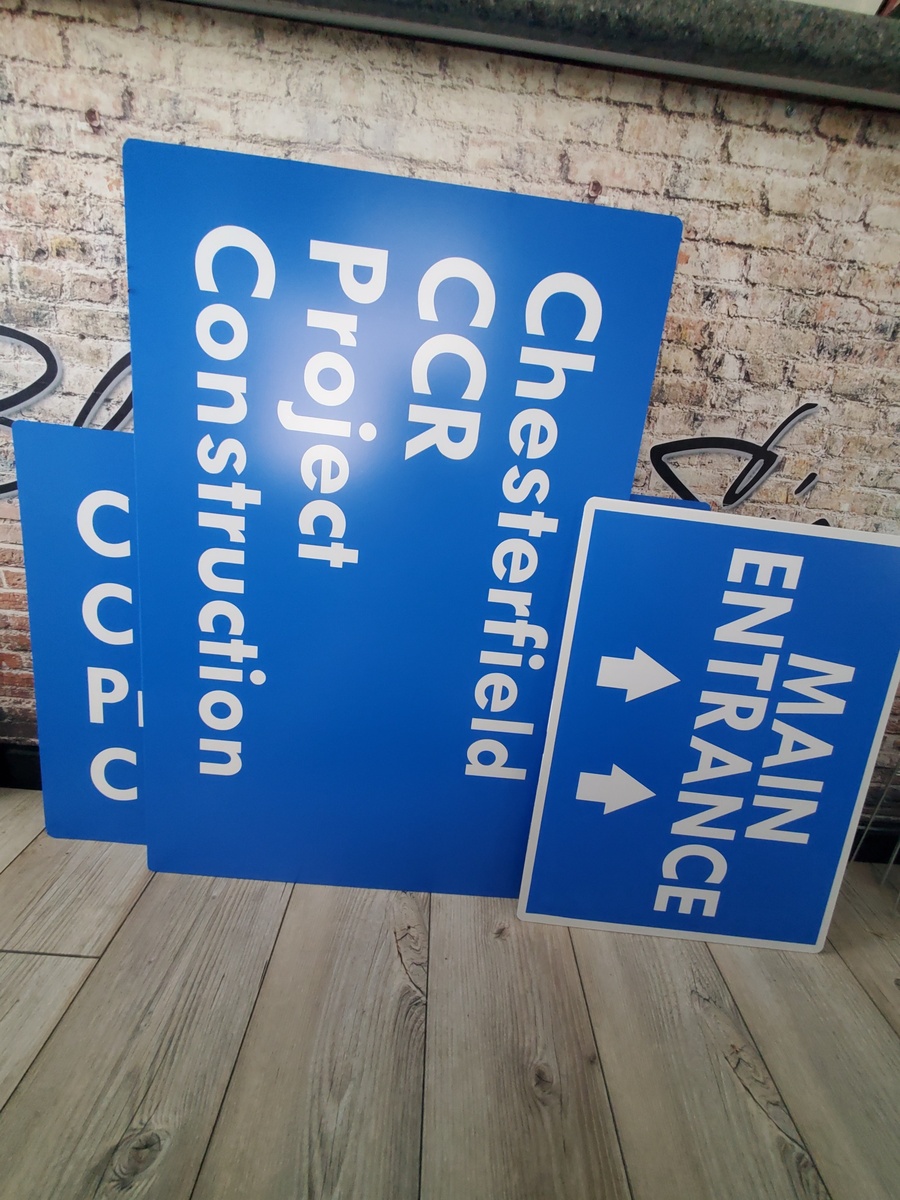 Chesterfield
CCR
Project
Construction
MAIN
ENTRANCE
C
C
P
C